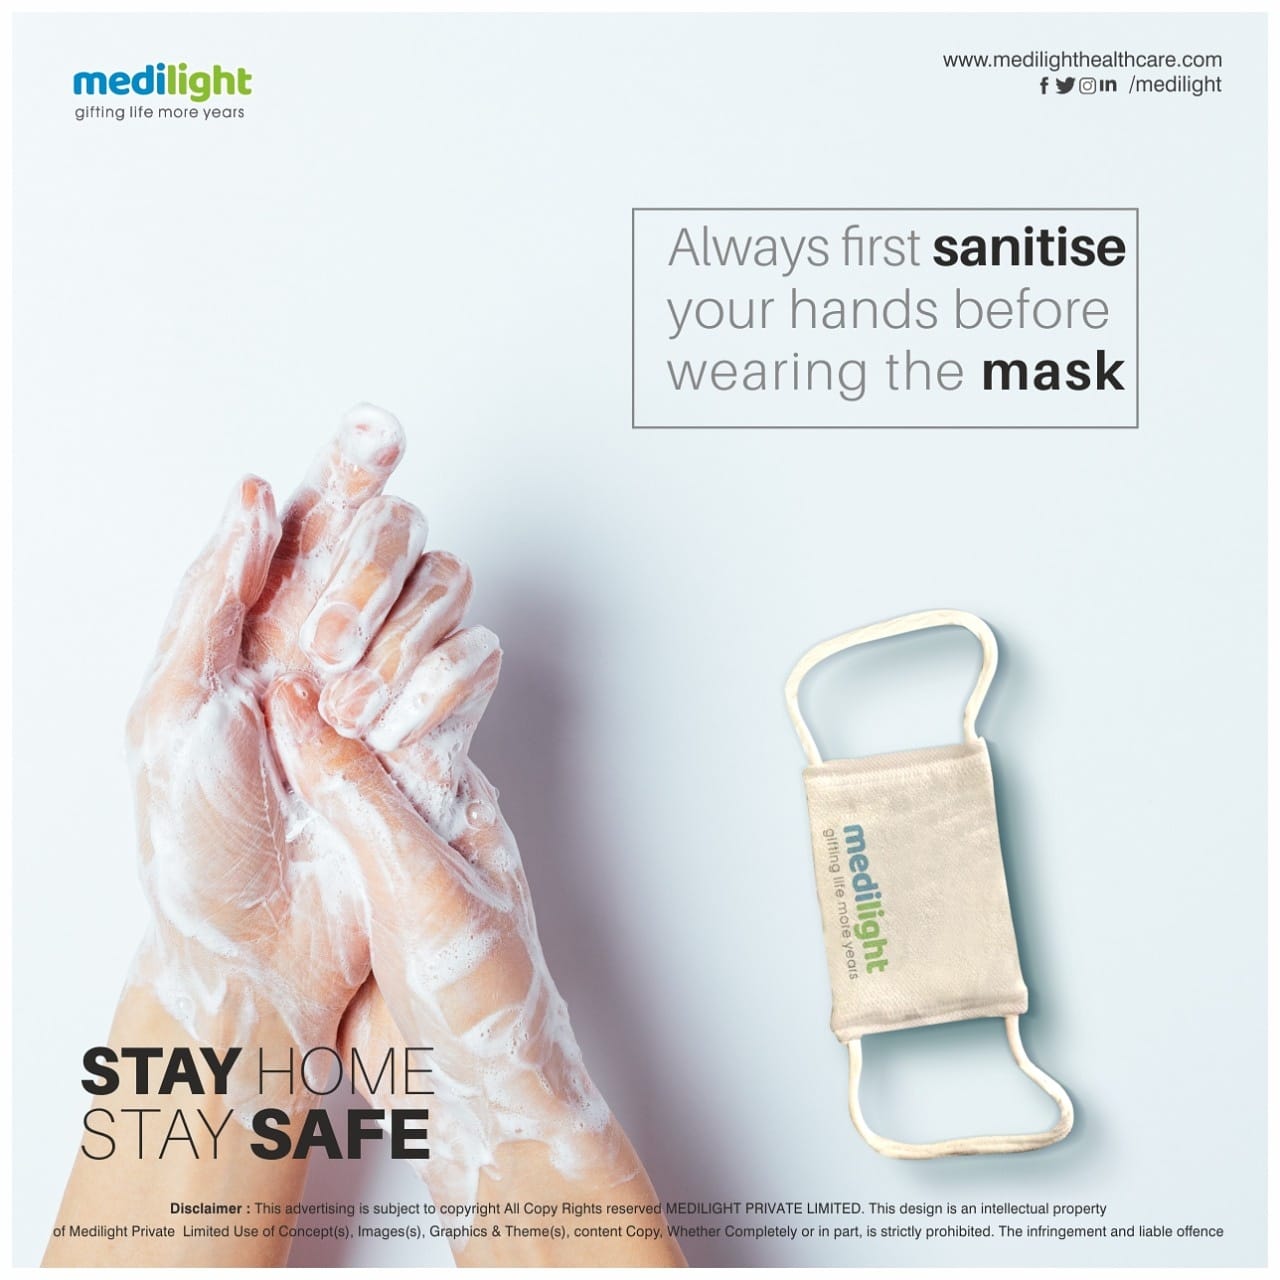 medilight
gifting life more years
www.medilighthealthcare.com
/medilight
Always first sanitise
your hands before
wearing the mask
medilight
gifting life more years
STAY HOME
STAY SAFE
Disclaimer : This advertising is subject to copyright All Copy Rights reserved MEDILIGHT PRIVATE LIMITED. This design is an intellectual property
of Medilight Private Limited Use of Concept(s), Images(s), Graphics & Theme(s), content Copy, Whether Completely or in part, is strictly prohibited. The infringement and liable offence